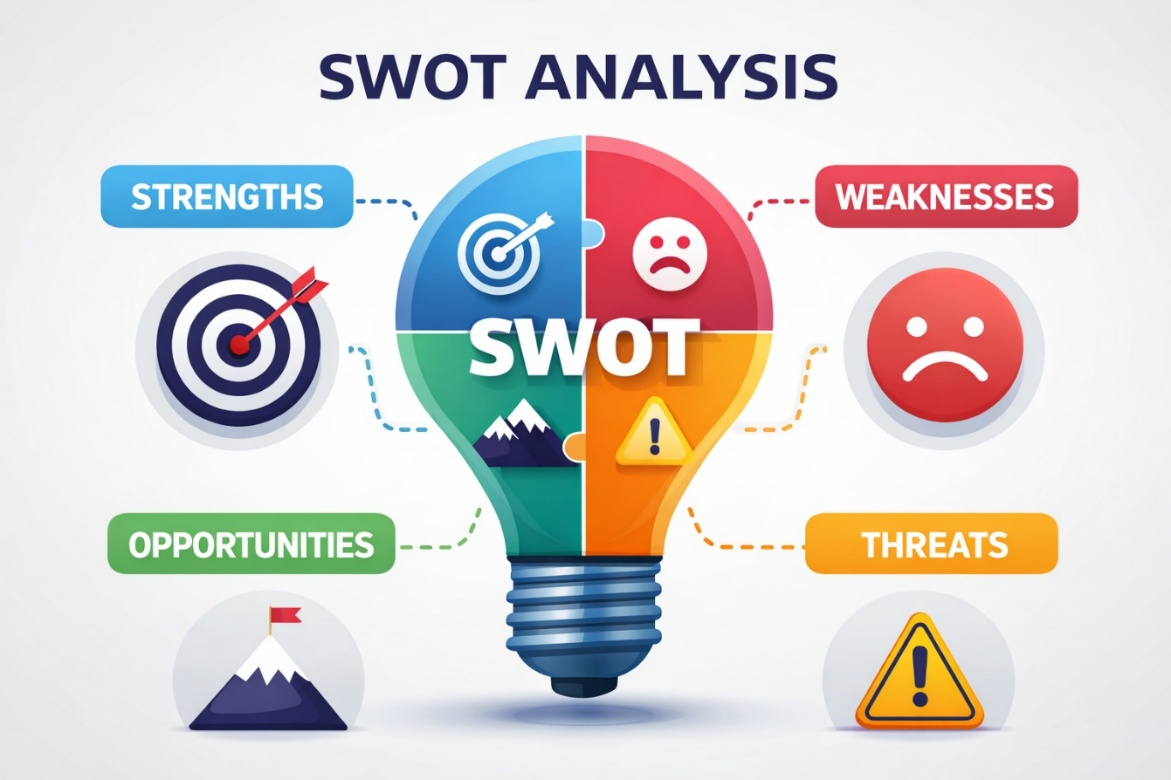 SWOT ANALYSIS
STRENGTHS
WEAKNESSES
SWOT
OPPORTUNITIES
THREATS